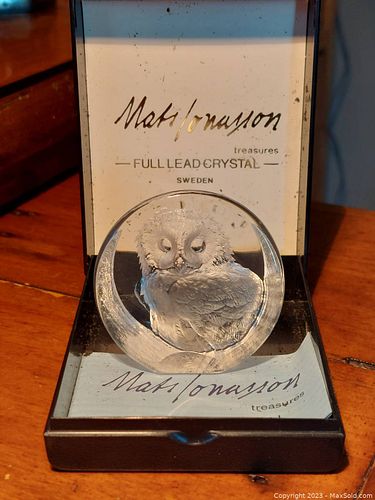 Mats Jonasson
treasures
FULL LEAD CRYSTAL
SWEDEN
Mats Jonasson
treasures
Copyright © 2023 - MaxSold.com